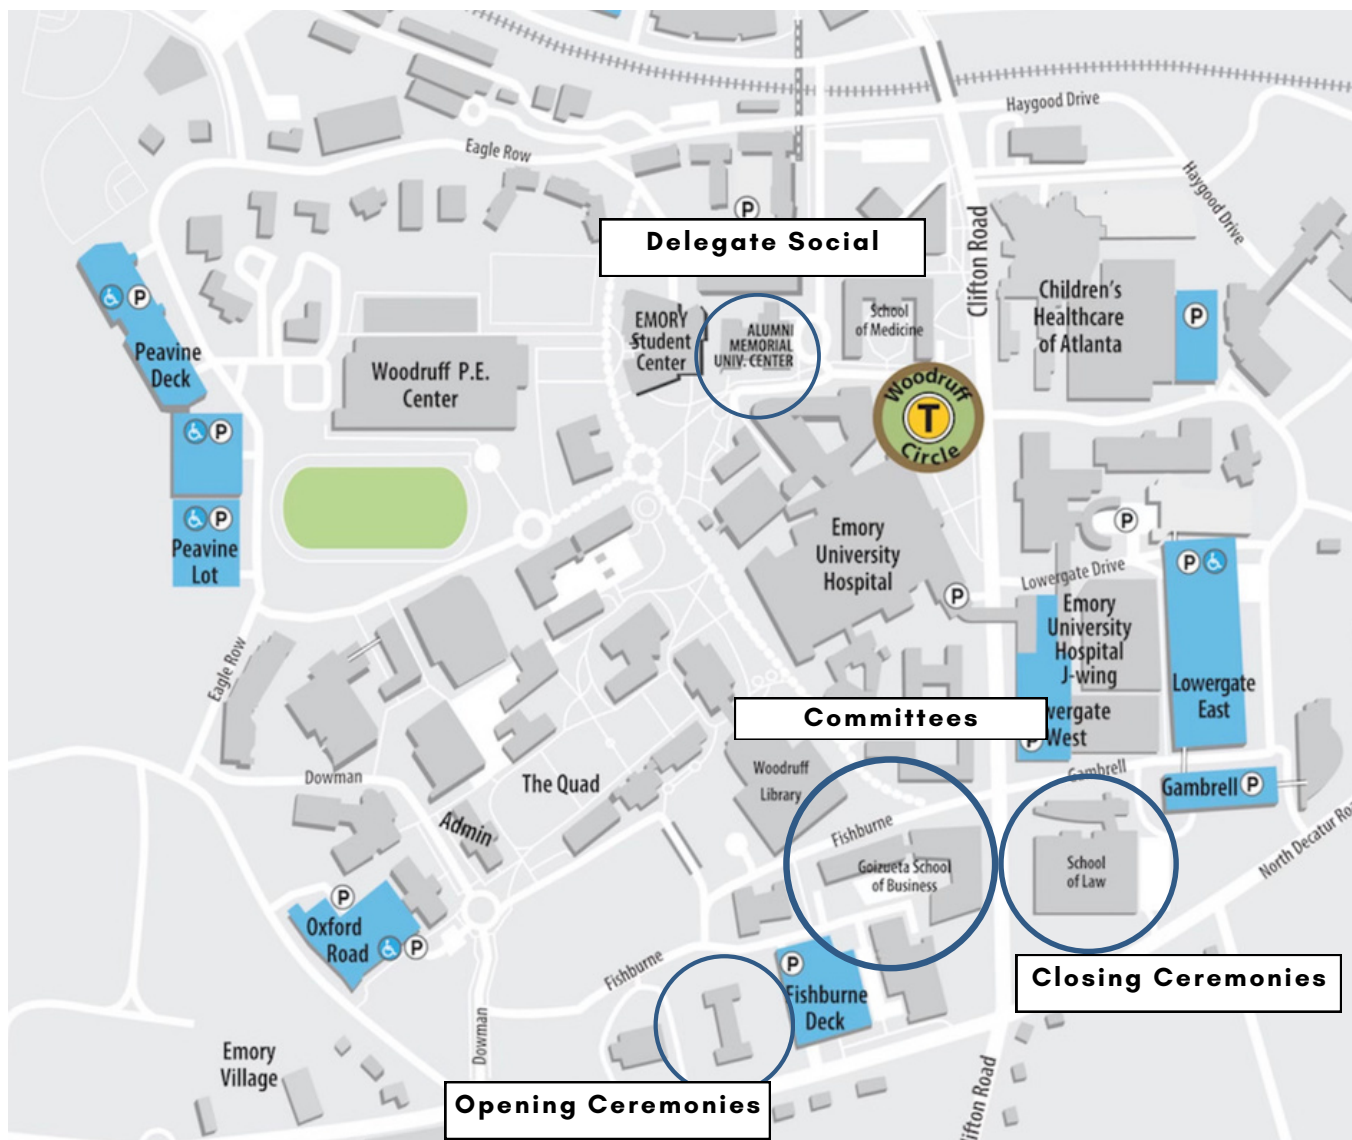 Haygood Drive
Eagle Row
Haygood Drive
P
Delegate Social
Clifton Road
P
Peavine
Deck
EMORY
Student
Center
ALUMNI
MEMORIAL
UNIV. CENTER
School
of Medicine
Children's
Healthcare
of Atlanta
P
Woodruff P.E.
Center
Woodruff
T
Circle
P
P
Peavine
Lot
Emory
University
Hospital
P
P
P
Lowergate Drive
Emory
University
Hospital
J-wing
P
Lowergate
East
Eagle Row
Committees
wergate
West
P
Dowman
The Quad
Woodruff
Library
Gambrell
Gambrell
P
Admin
Fishburne
Goizueta School
of Business
School
of Law
North Decatur Roa
P
Oxford
Road
P
Fishburne
P
Fishburne
Deck
Closing Ceremonies
Dowman
Emory
Village
Clifton Road
Opening Ceremonies